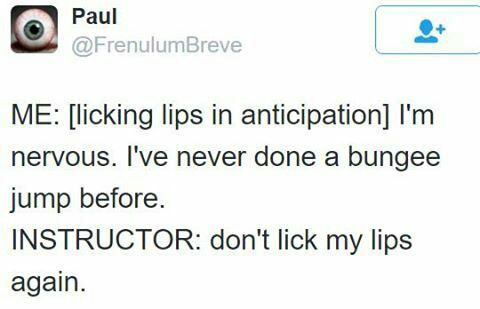 Paul
@FrenulumBreve
ME: [licking lips in anticipation] I'm
nervous. I've never done a bungee
jump before.
INSTRUCTOR: don't lick my lips
again.